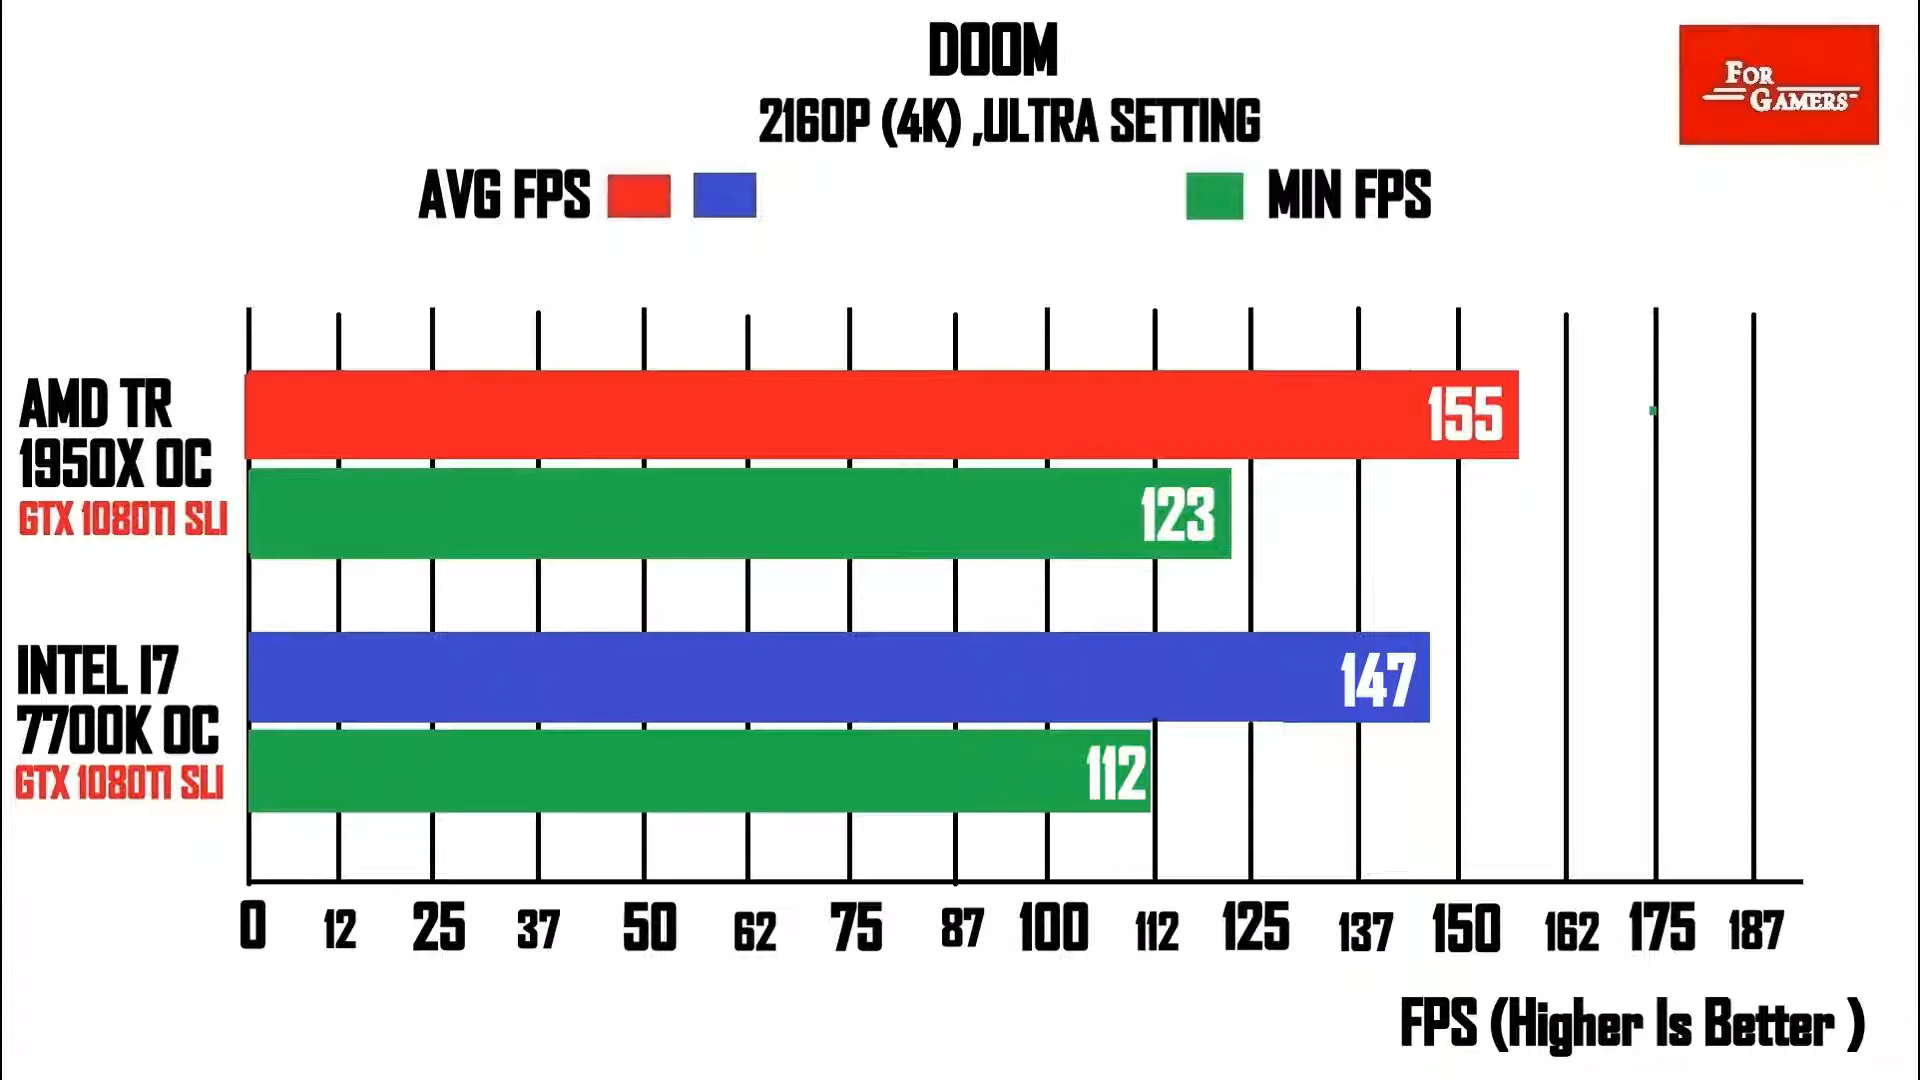 DOOM
2160P (4K) ,ULTRA SETTING
FOR
GAMERS
AVG FPS
MIN FPS
AMD TR
1950X OC
GTX 1080TI SLI
155
123
INTEL I7
7700K OC
GTX 1080TI SLI
147
112
0 12 25 37 50 62 75 87 100 112 125 137 150 162 175 187
FPS (Higher Is Better )